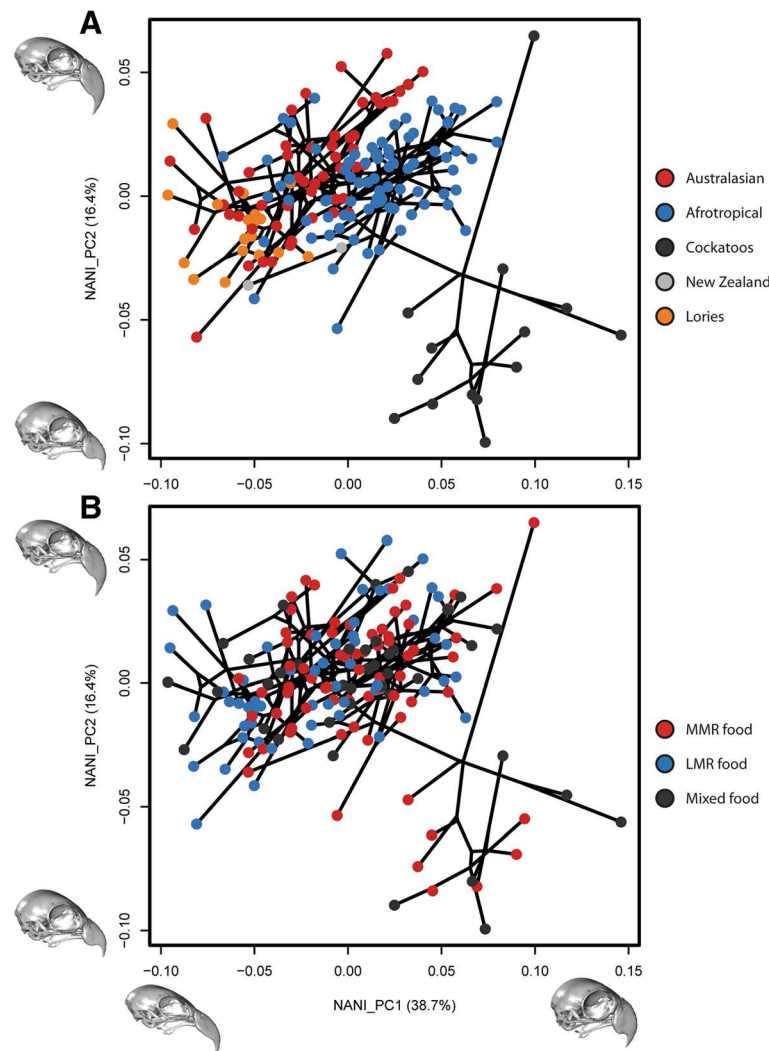 A
0.05
0.00
−0.05
−0.10
NANI_PC2 (16.4%)
−0.10 −0.05 0.00 0.05 0.10 0.15
Australasian
Afrotropical
Cockatoos
New Zealand
Lories
B
0.05
0.00
−0.05
−0.10
NANI_PC2 (16.4%)
−0.10 −0.05 0.00 0.05 0.10 0.15
NANI_PC1 (38.7%)
MMR food
LMR food
Mixed food